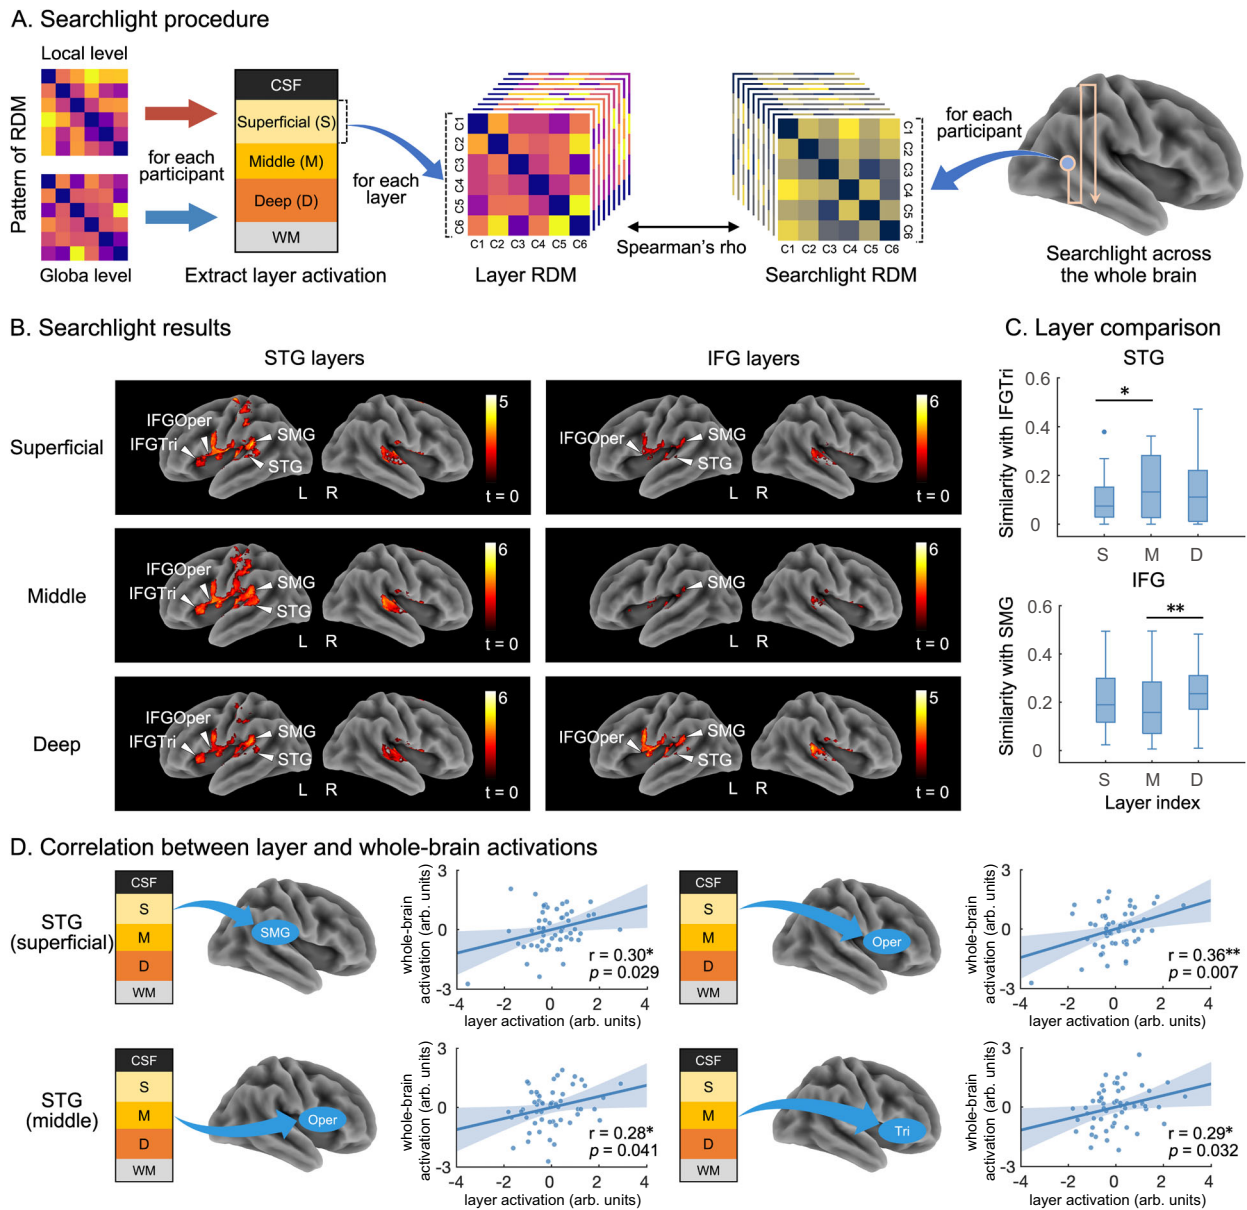 A. Searchlight procedure
Local level
Pattern of RDM
Globa level
for each
participant
CSF
Superficial (S)
Middle (M)
Deep (D)
WM
Extract layer activation
for each
layer
C1
C2
C3
C4
C5
C6
C1 C2 C3 C4 C5 C6
Layer RDM
Spearman's rho
C1
C2
C3
C4
C5
C6
C1 C2 C3 C4 C5 C6
Searchlight RDM
for each
participant
Searchlight across
the whole brain
B. Searchlight results
STG layers
IFG layers
Superficial
IFGOper
IFGTri
SMG
STG
L R
5
t = 0
IFGOper
SMG
STG
L R
6
t = 0
Middle
IFGOper
IFGTri
SMG
STG
L R
6
t = 0
SMG
L R
6
t = 0
Deep
IFGOper
IFGTri
SMG
STG
L R
6
t = 0
IFGOper
SMG
STG
L R
5
t = 0
C. Layer comparison
STG
Similarity with IFGTri
0.6
0.4
0.2
0
*
S M D
IFG
Similarity with SMG
0.6
0.4
0.2
0
**
S M D
Layer index
D. Correlation between layer and whole-brain activations
STG
(superficial)
CSF
S
M
D
WM
SMG
whole-brain
activation (arb. units)
3
0
-3
r = 0.30*
p = 0.029
-4 -2 0 2 4
layer activation (arb. units)
CSF
S
M
D
WM
Oper
whole-brain
activation (arb. units)
3
0
-3
r = 0.36**
p = 0.007
-4 -2 0 2 4
layer activation (arb. units)
STG
(middle)
CSF
S
M
D
WM
Oper
whole-brain
activation (arb. units)
3
0
-3
r = 0.28*
p = 0.041
-4 -2 0 2 4
layer activation (arb. units)
CSF
S
M
D
WM
Tri
whole-brain
activation (arb. units)
3
0
-3
r = 0.29*
p = 0.032
-4 -2 0 2 4
layer activation (arb. units)